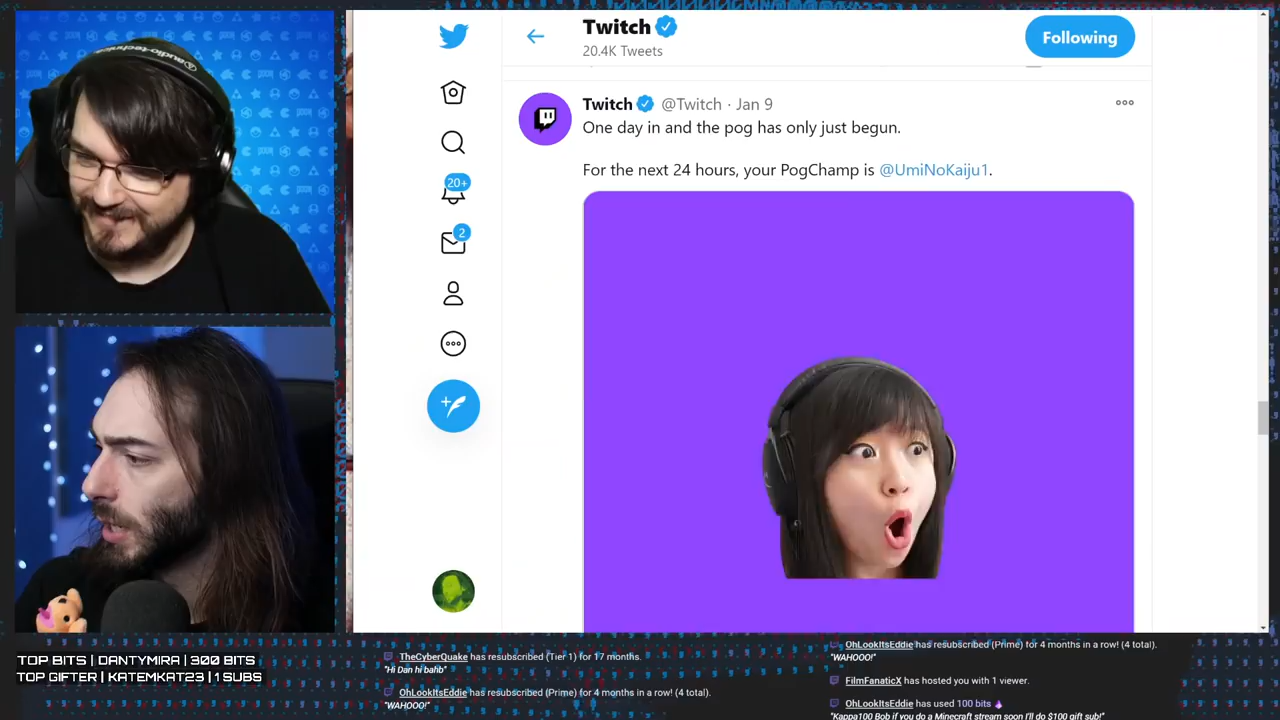 audio-technica
Twitch
20.4K Tweets
Following
Twitch @Twitch · Jan 9
One day in and the pog has only just begun.
For the next 24 hours, your PogChamp is @UmiNoKaiju1.
20+
2
TOP BITS | DANTYMIRA | 300 BITS
TOP GIFTER | KATEMKAT23 | 1 SUBS
TheCyberQuake has resubscribed (Tier 1) for 17 months.
"Hi Dan hi bahb"
OhLookItsEddie has resubscribed (Prime) for 4 months in a row! (4 total).
"WAHOOO!"
OhLookItsEddie has resubscribed (Prime) for 4 months in a row! (4 total).
"WAHOOO!"
FilmFanaticX has hosted you with 1 viewer.
OhLookItsEddie has used 100 bits
"Kappa100 Bob if you do a Minecraft stream soon I'll do $100 gift sub!"